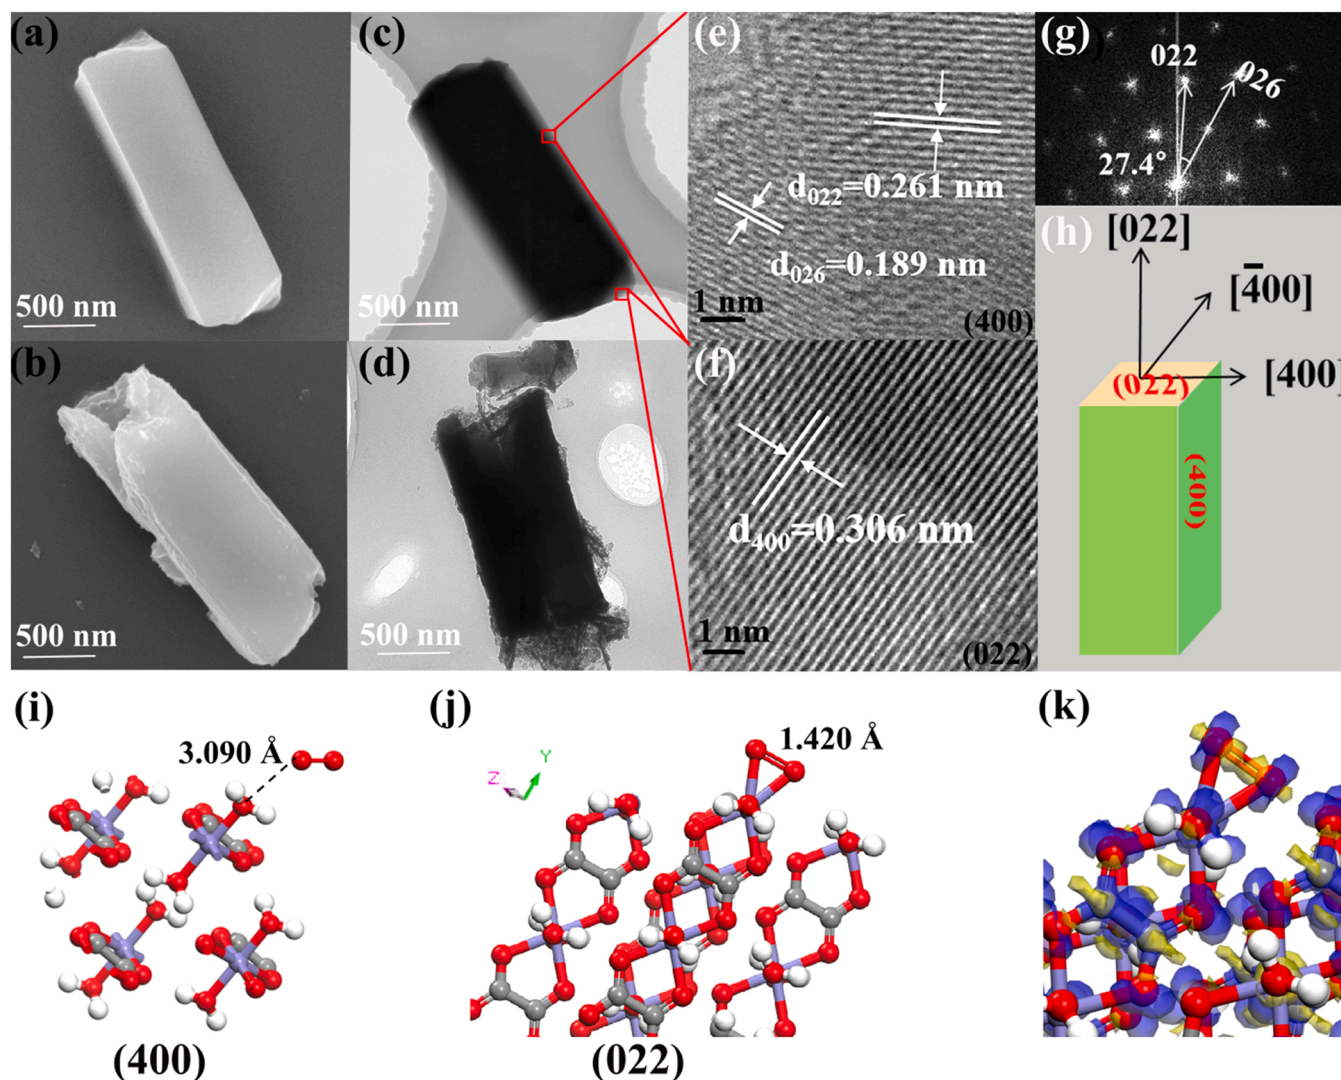 (a)
500 nm
(b)
500 nm
(c)
500 nm
(d)
500 nm
(e)
d022=0.261 nm
d026=0.189 nm
1 nm
(400)
(f)
d400=0.306 nm
1 nm
(022)
(g)
022
026
27.4°
(h)
[022]
[4̄00]
[400]
(022)
(400)
(i)
3.090 Å
(400)
(j)
Z
Y
1.420 Å
(022)
(k)